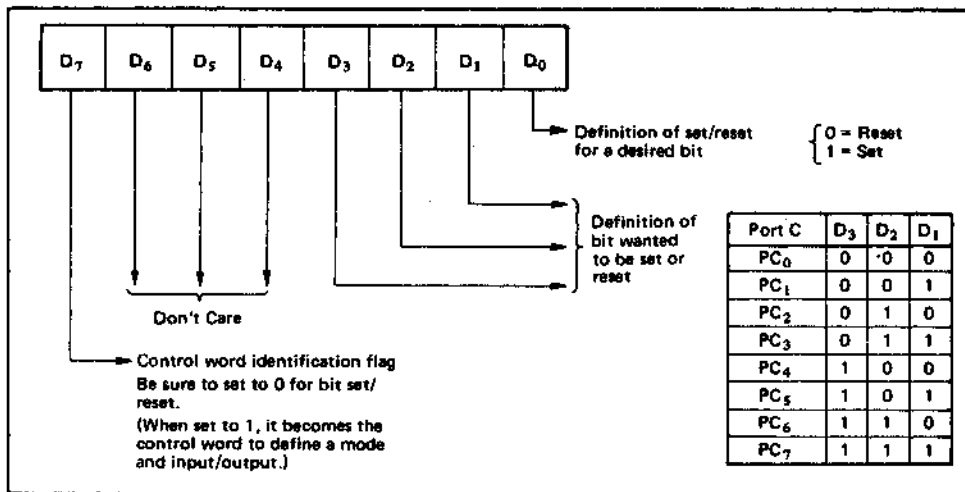 D₇ D₆ D₅ D₄ D₃ D₂ D₁ D₀
Definition of set/reset
for a desired bit
0 = Reset
1 = Set
Definition of
bit wanted
to be set or
reset
Don't Care
Control word identification flag
Be sure to set to 0 for bit set/
reset.
(When set to 1, it becomes the
control word to define a mode
and input/output.)
Port C D₃ D₂ D₁
PC₀ 0 0 0
PC₁ 0 0 1
PC₂ 0 1 0
PC₃ 0 1 1
PC₄ 1 0 0
PC₅ 1 0 1
PC₆ 1 1 0
PC₇ 1 1 1